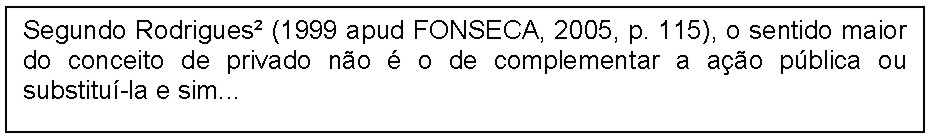 Segundo Rodrigues² (1999 apud FONSECA, 2005, p. 115), o sentido maior
do conceito de privado não é o de complementar a ação pública ou
substituí-la e sim...